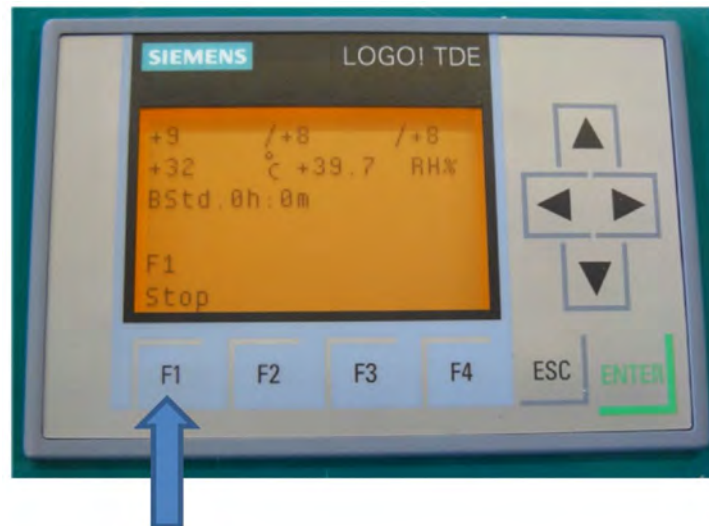 SIEMENS LOGO! TDE
+9 /+8 /+8
+32 °C +39.7 RH%
BStd.0h:0m
F1
Stop
F1 F2 F3 F4 ESC ENTER